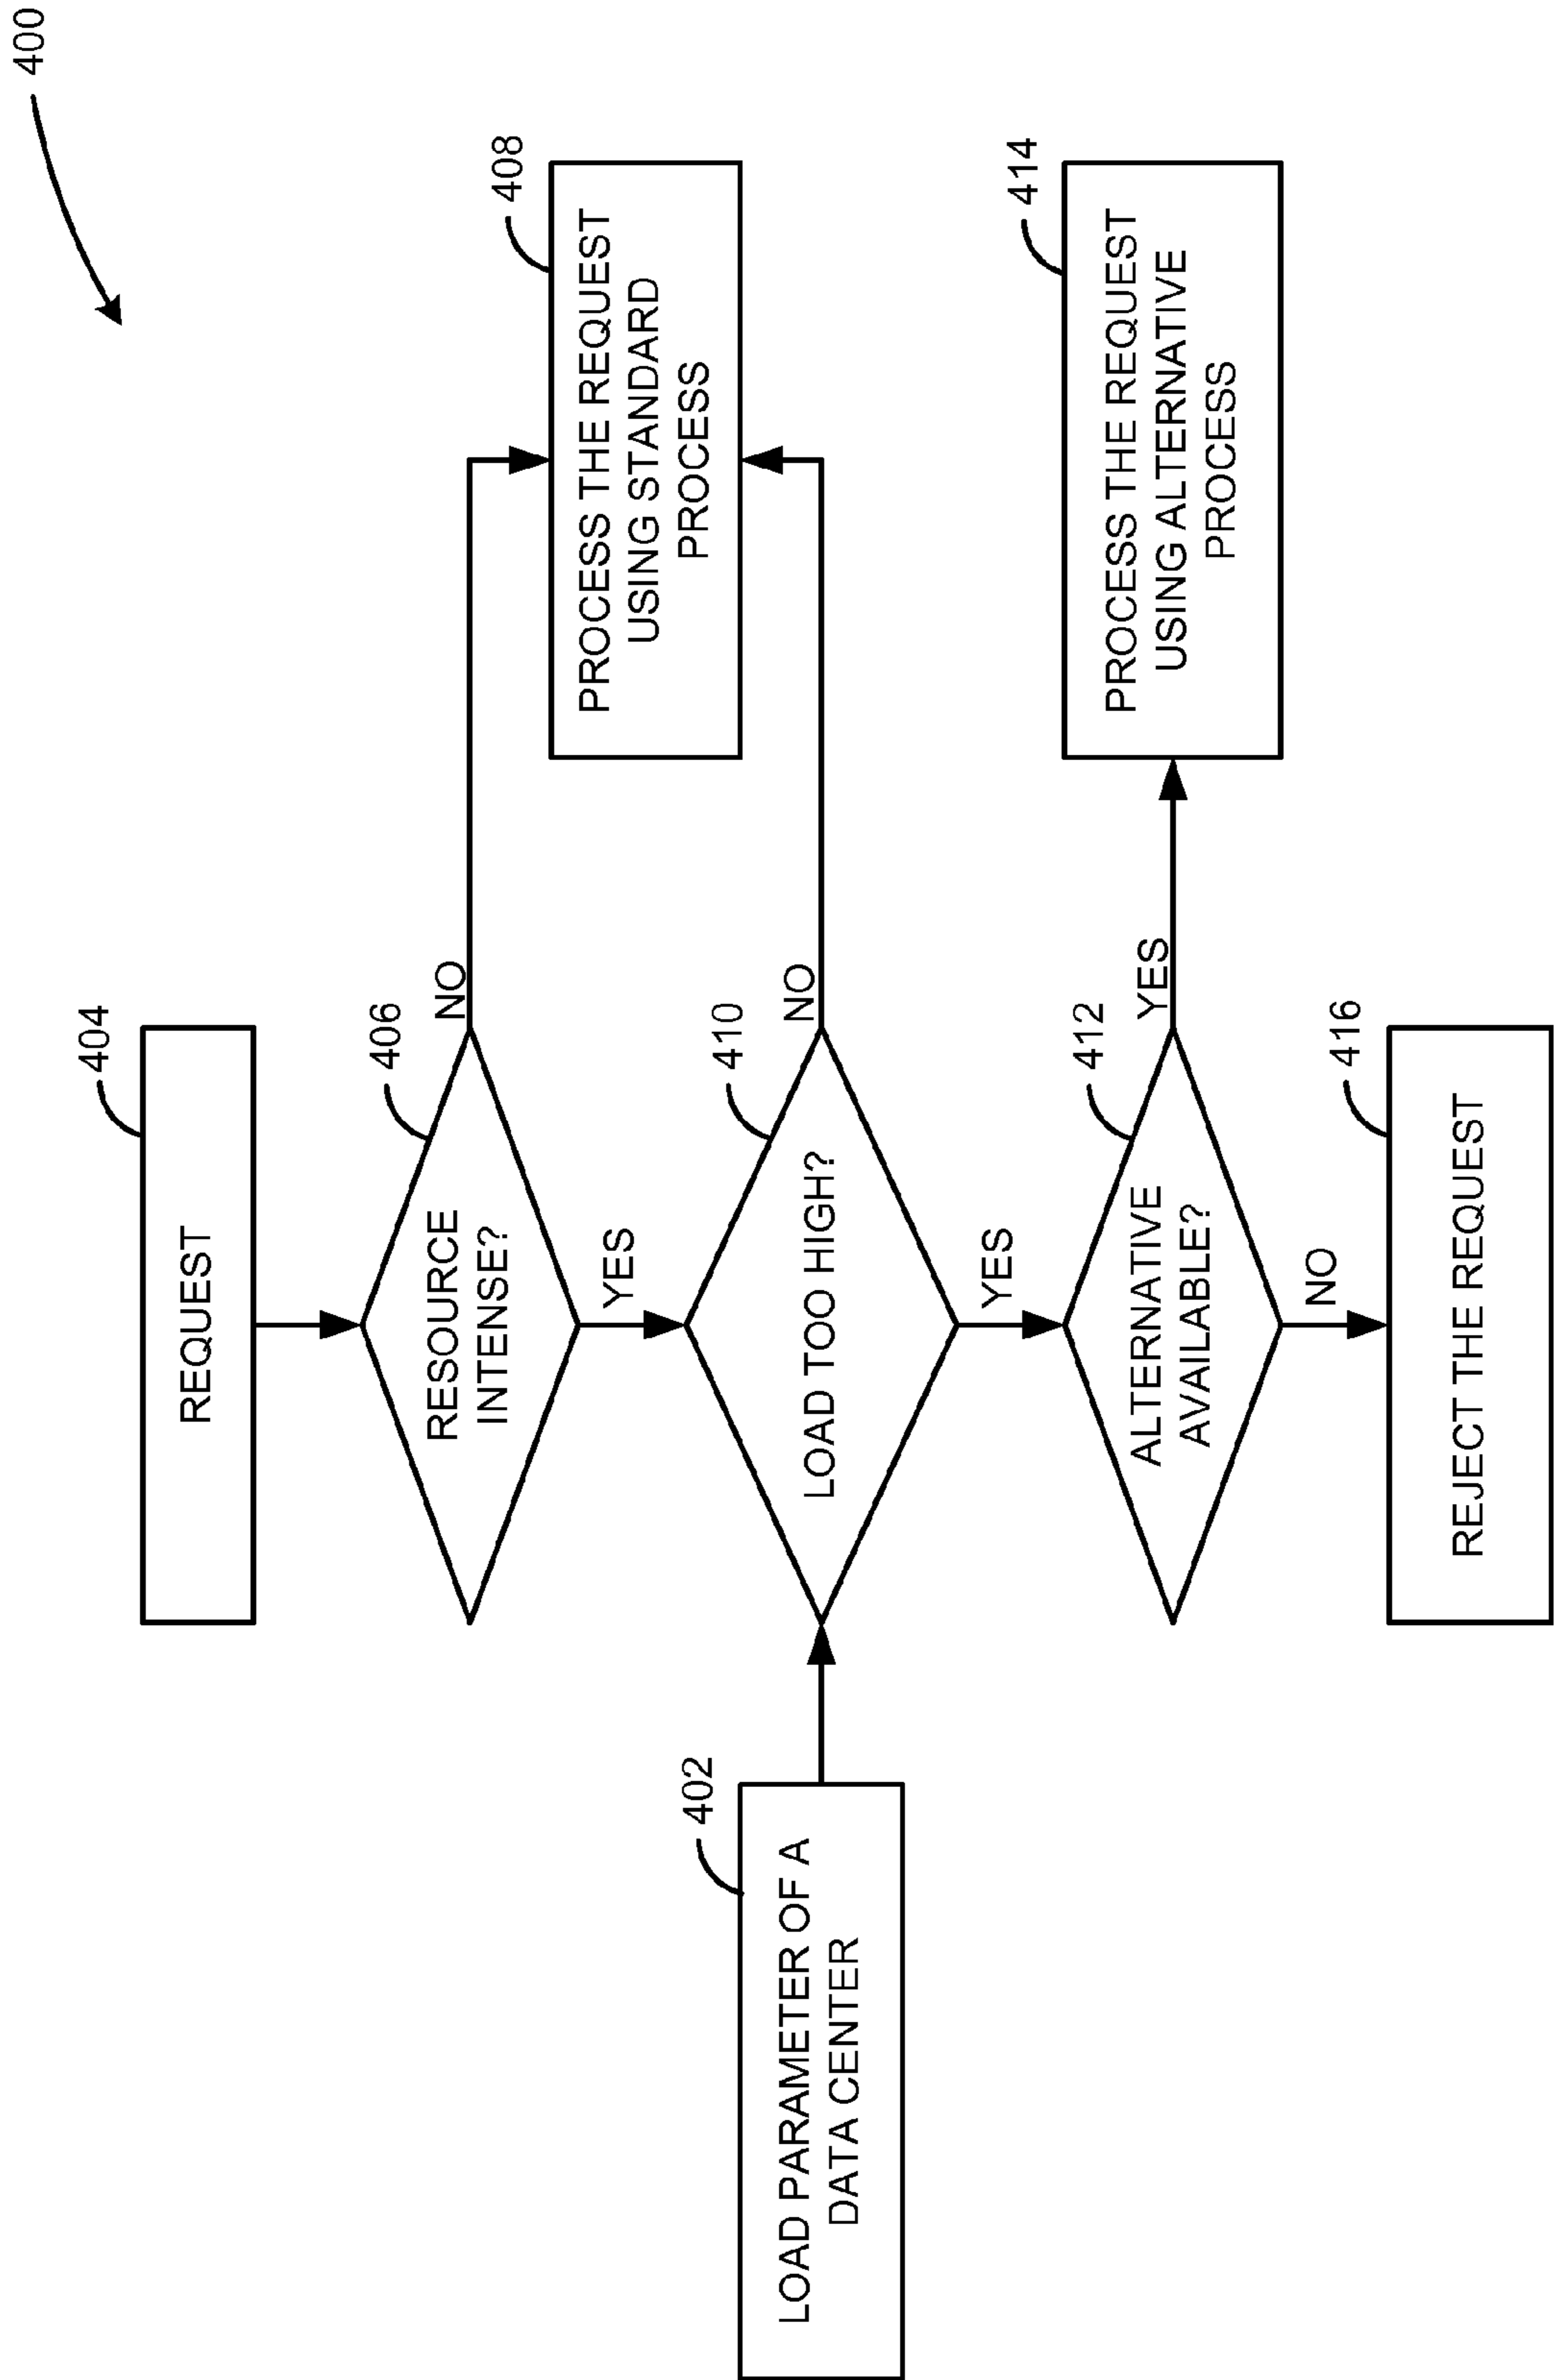 400
404
REQUEST
406
RESOURCE
INTENSE?
NO
YES
408
PROCESS THE REQUEST
USING STANDARD
PROCESS
402
LOAD PARAMETER OF A
DATA CENTER
410
LOAD TOO HIGH?
NO
YES
412
ALTERNATIVE
AVAILABLE?
YES
NO
414
PROCESS THE REQUEST
USING ALTERNATIVE
PROCESS
416
REJECT THE REQUEST